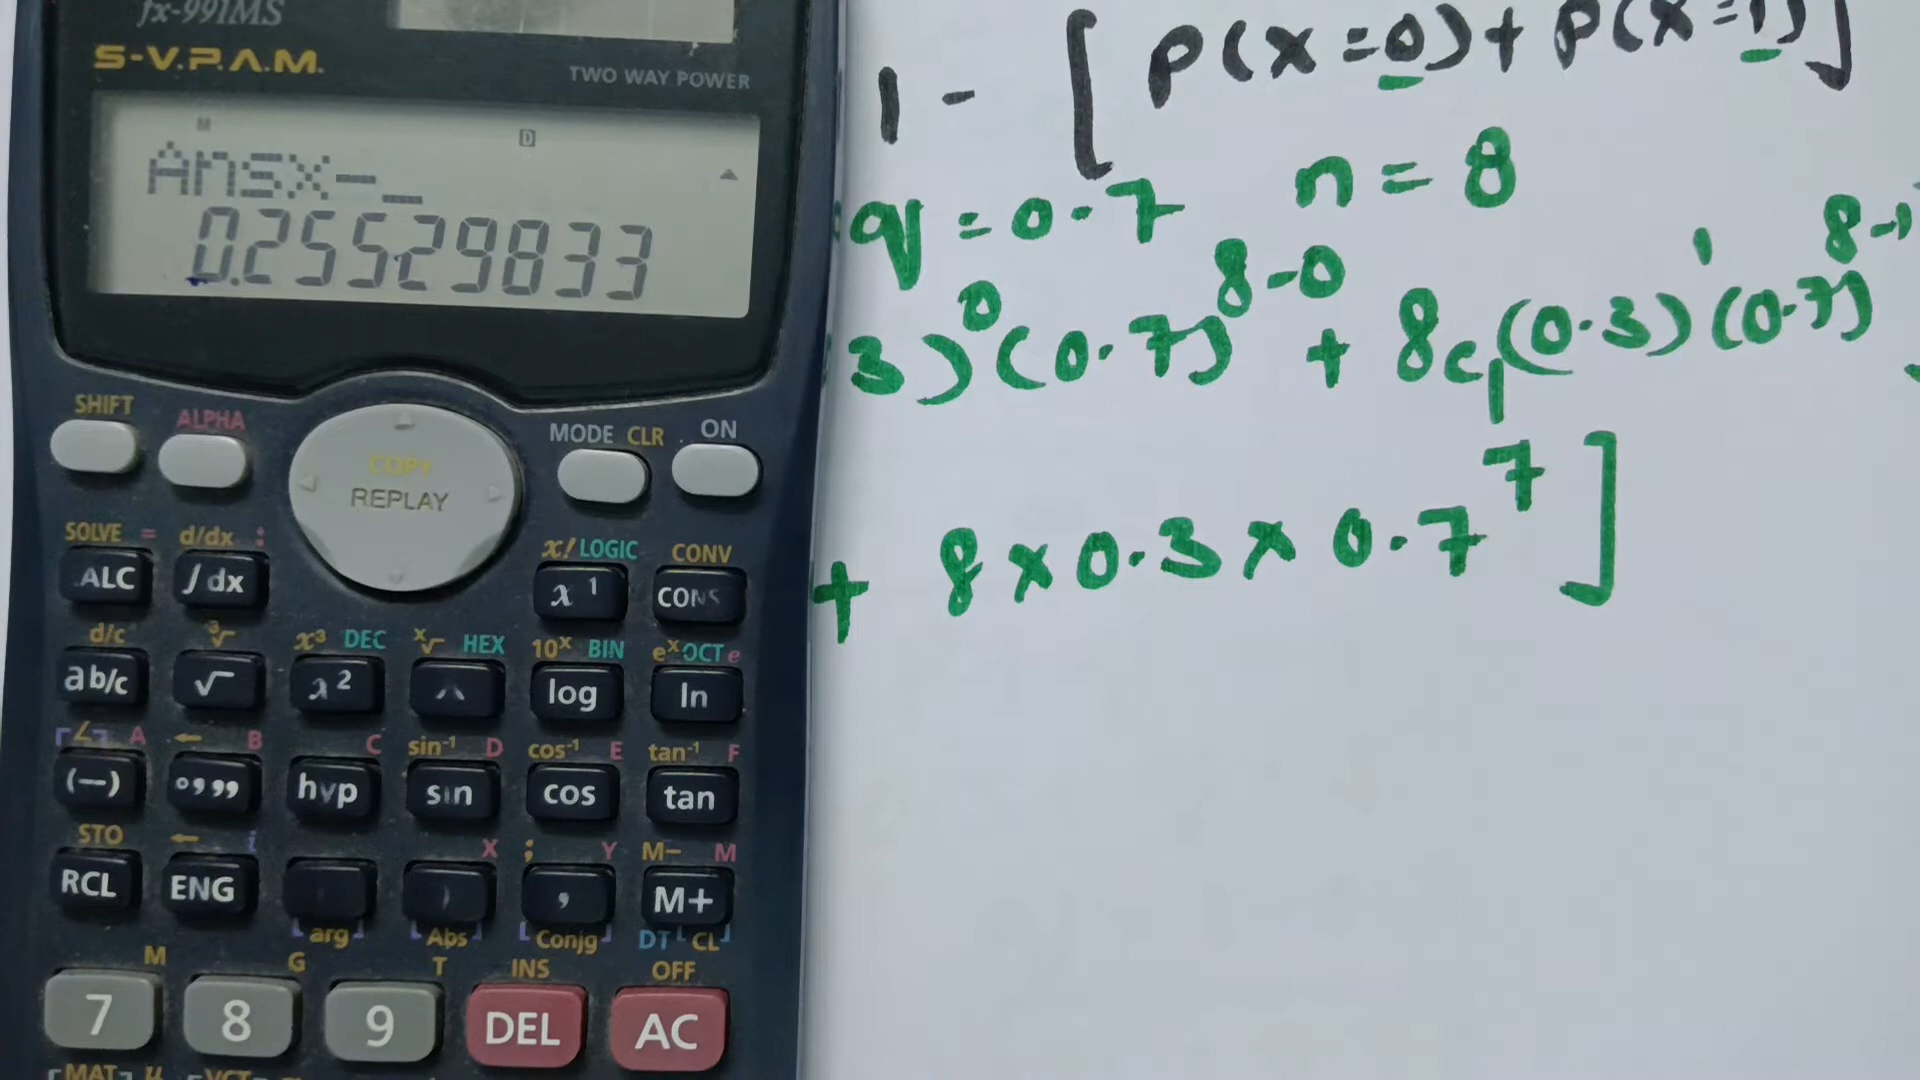 fx-991MS
S-V.P.A.M.
TWO WAY POWER
M D
Ansx-_
0.25529833
SHIFT ALPHA MODE CLR ON
COPY
REPLAY
SOLVE = d/dx : x! LOGIC CONV
ALC ∫dx x 1 CONS
d/c ³√ x³ DEC ˣ√ HEX 10ˣ BIN eˣ OCT e
ab/c √ x² ^ log ln
∠ A ← B C sin⁻¹ D cos⁻¹ E tan⁻¹ F
(−) °,,, hyp sin cos tan
STO ← i X ; Y M− M
RCL ENG ) , M+
arg Abs Conjg DT CL
M G T INS OFF
7 8 9 DEL AC
MAT μ VCT
1 - [ P(x=0) + P(x=1) ]
q = 0.7 n = 8
3)⁰ (0.7)⁸⁻⁰ + 8c₁(0.3)¹(0.7)⁸⁻¹
+ 8 × 0.3 × 0.7⁷ ]